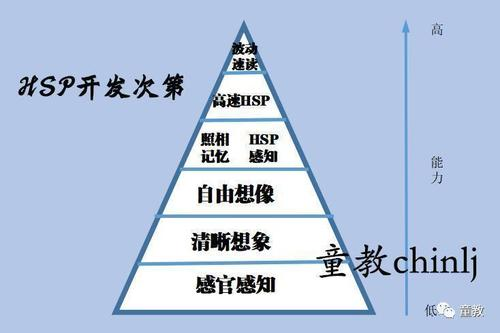 HSP开发次第
波动
速读
高速HSP
照相 HSP
记忆 感知
自由想像
清晰想象
感官感知
高
能
力
低
童教chinlj
童教